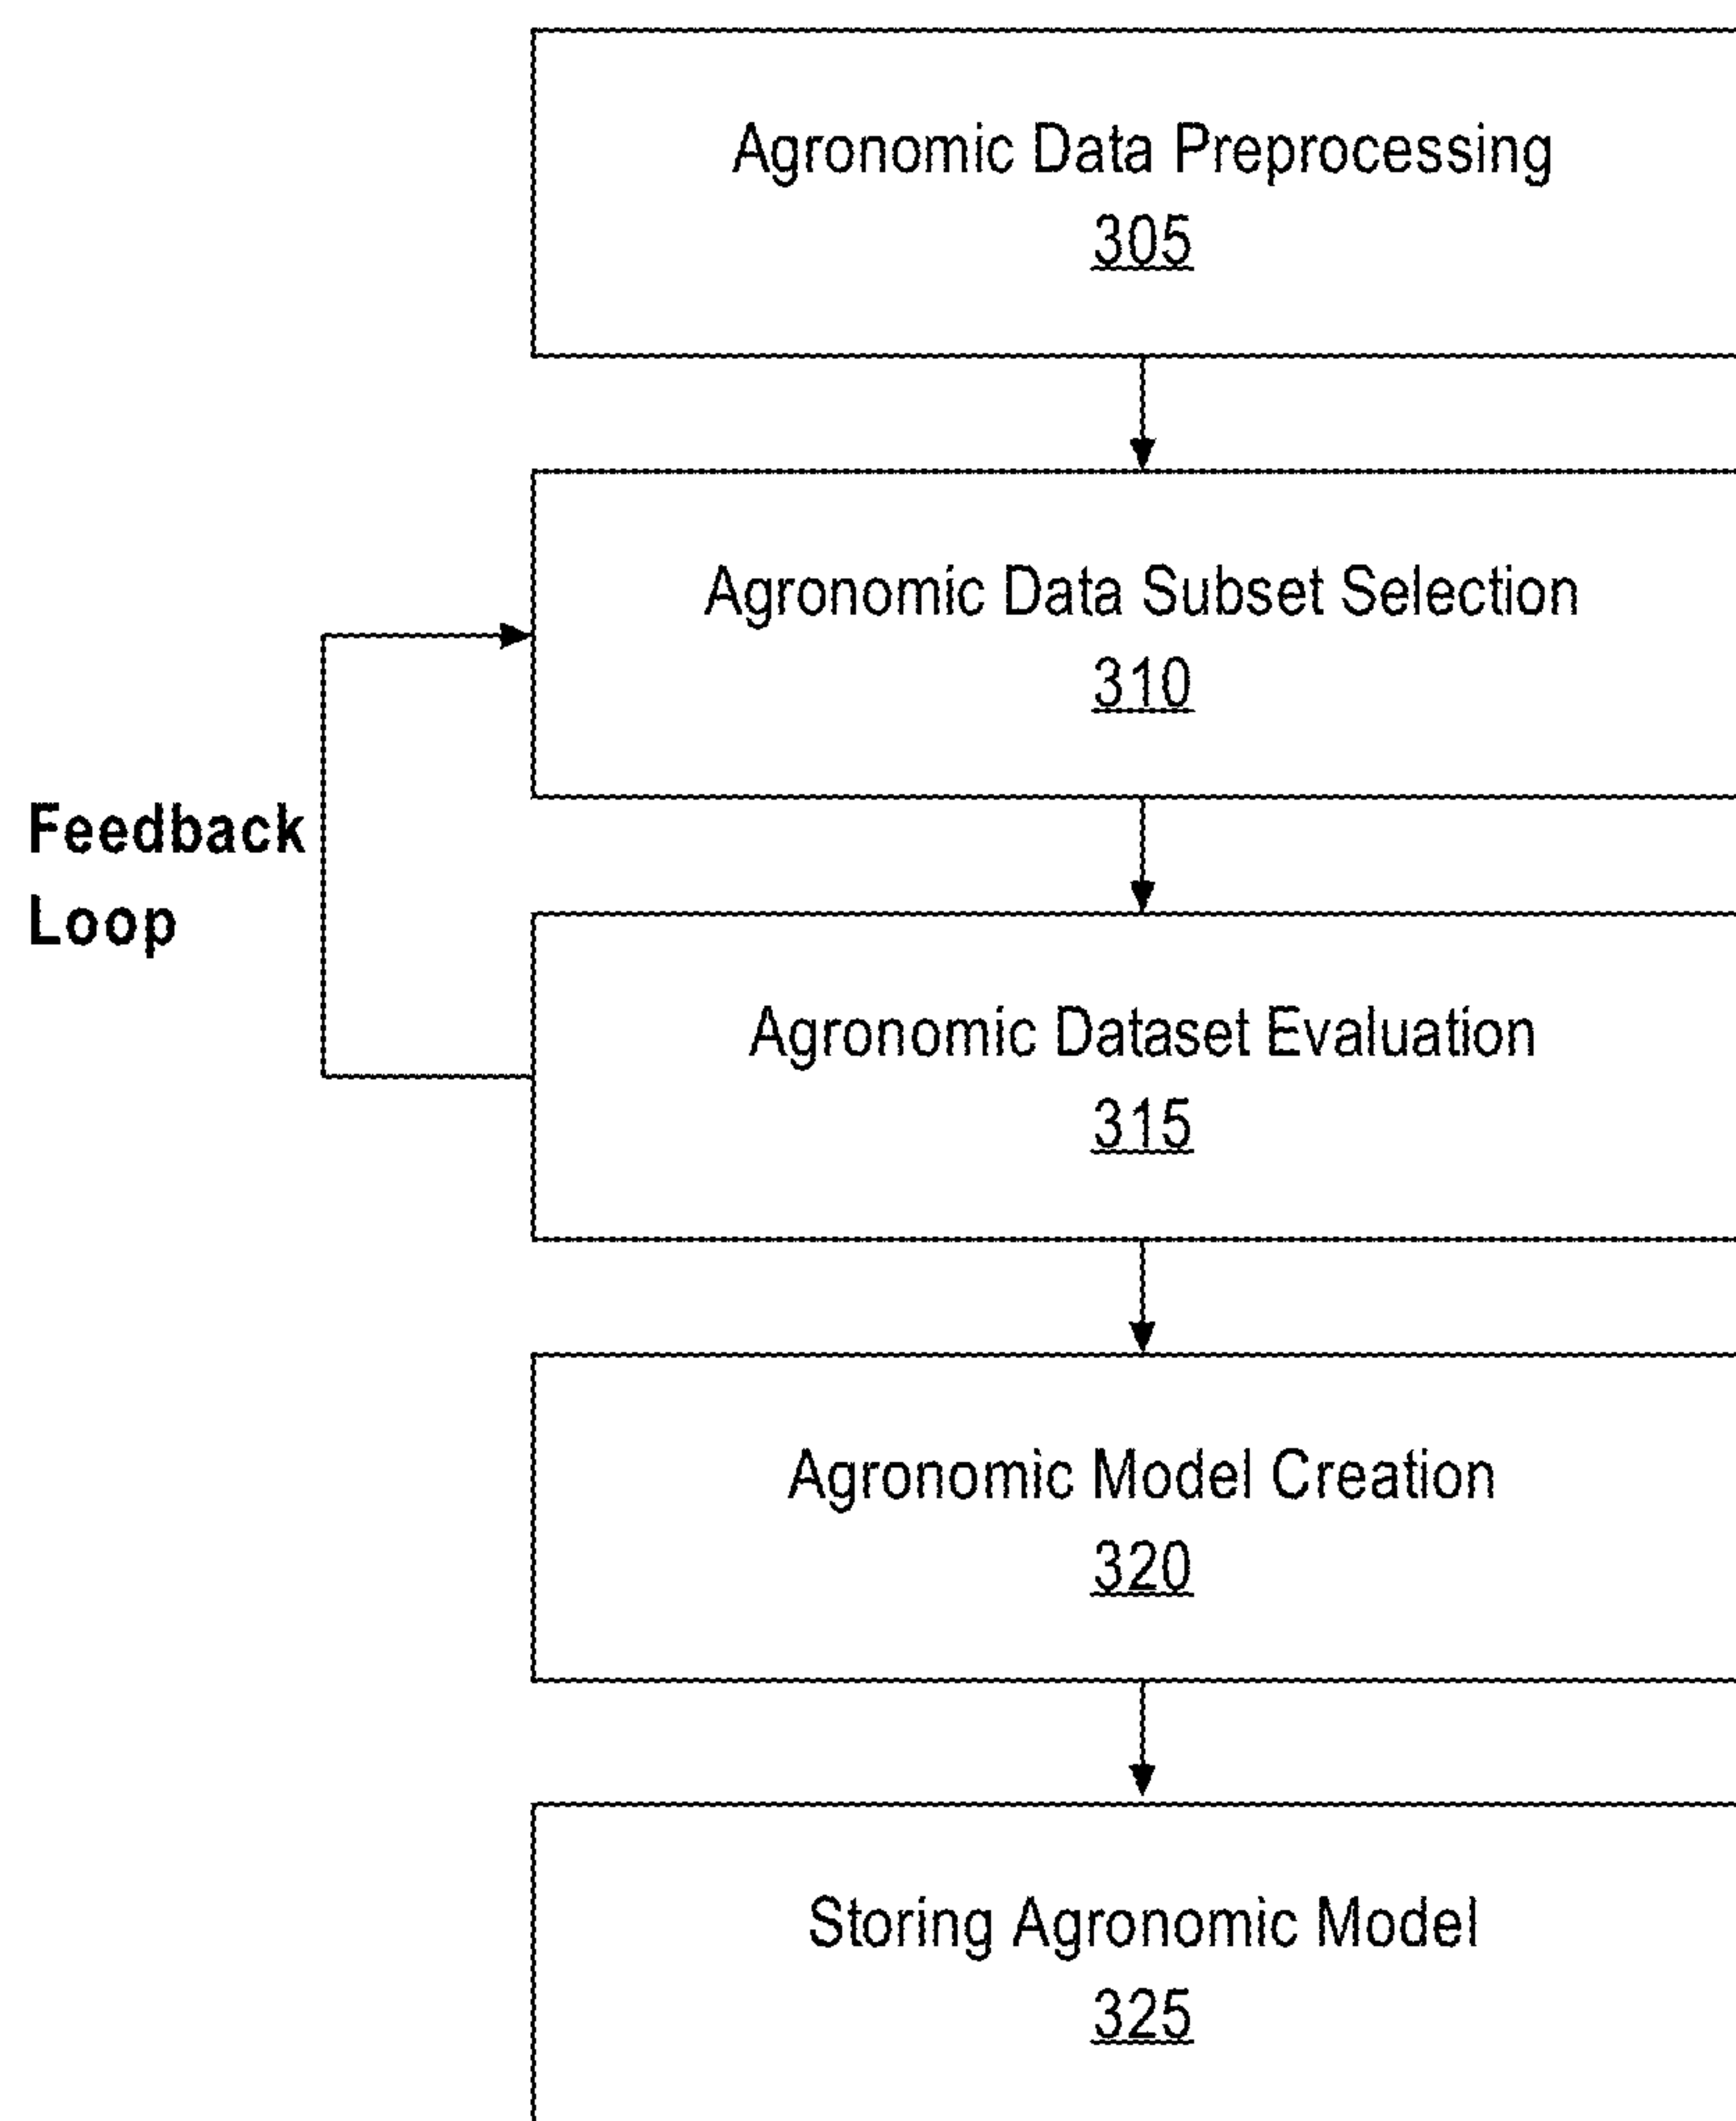 Agronomic Data Preprocessing
305
Agronomic Data Subset Selection
310
Feedback
Loop
Agronomic Dataset Evaluation
315
Agronomic Model Creation
320
Storing Agronomic Model
325